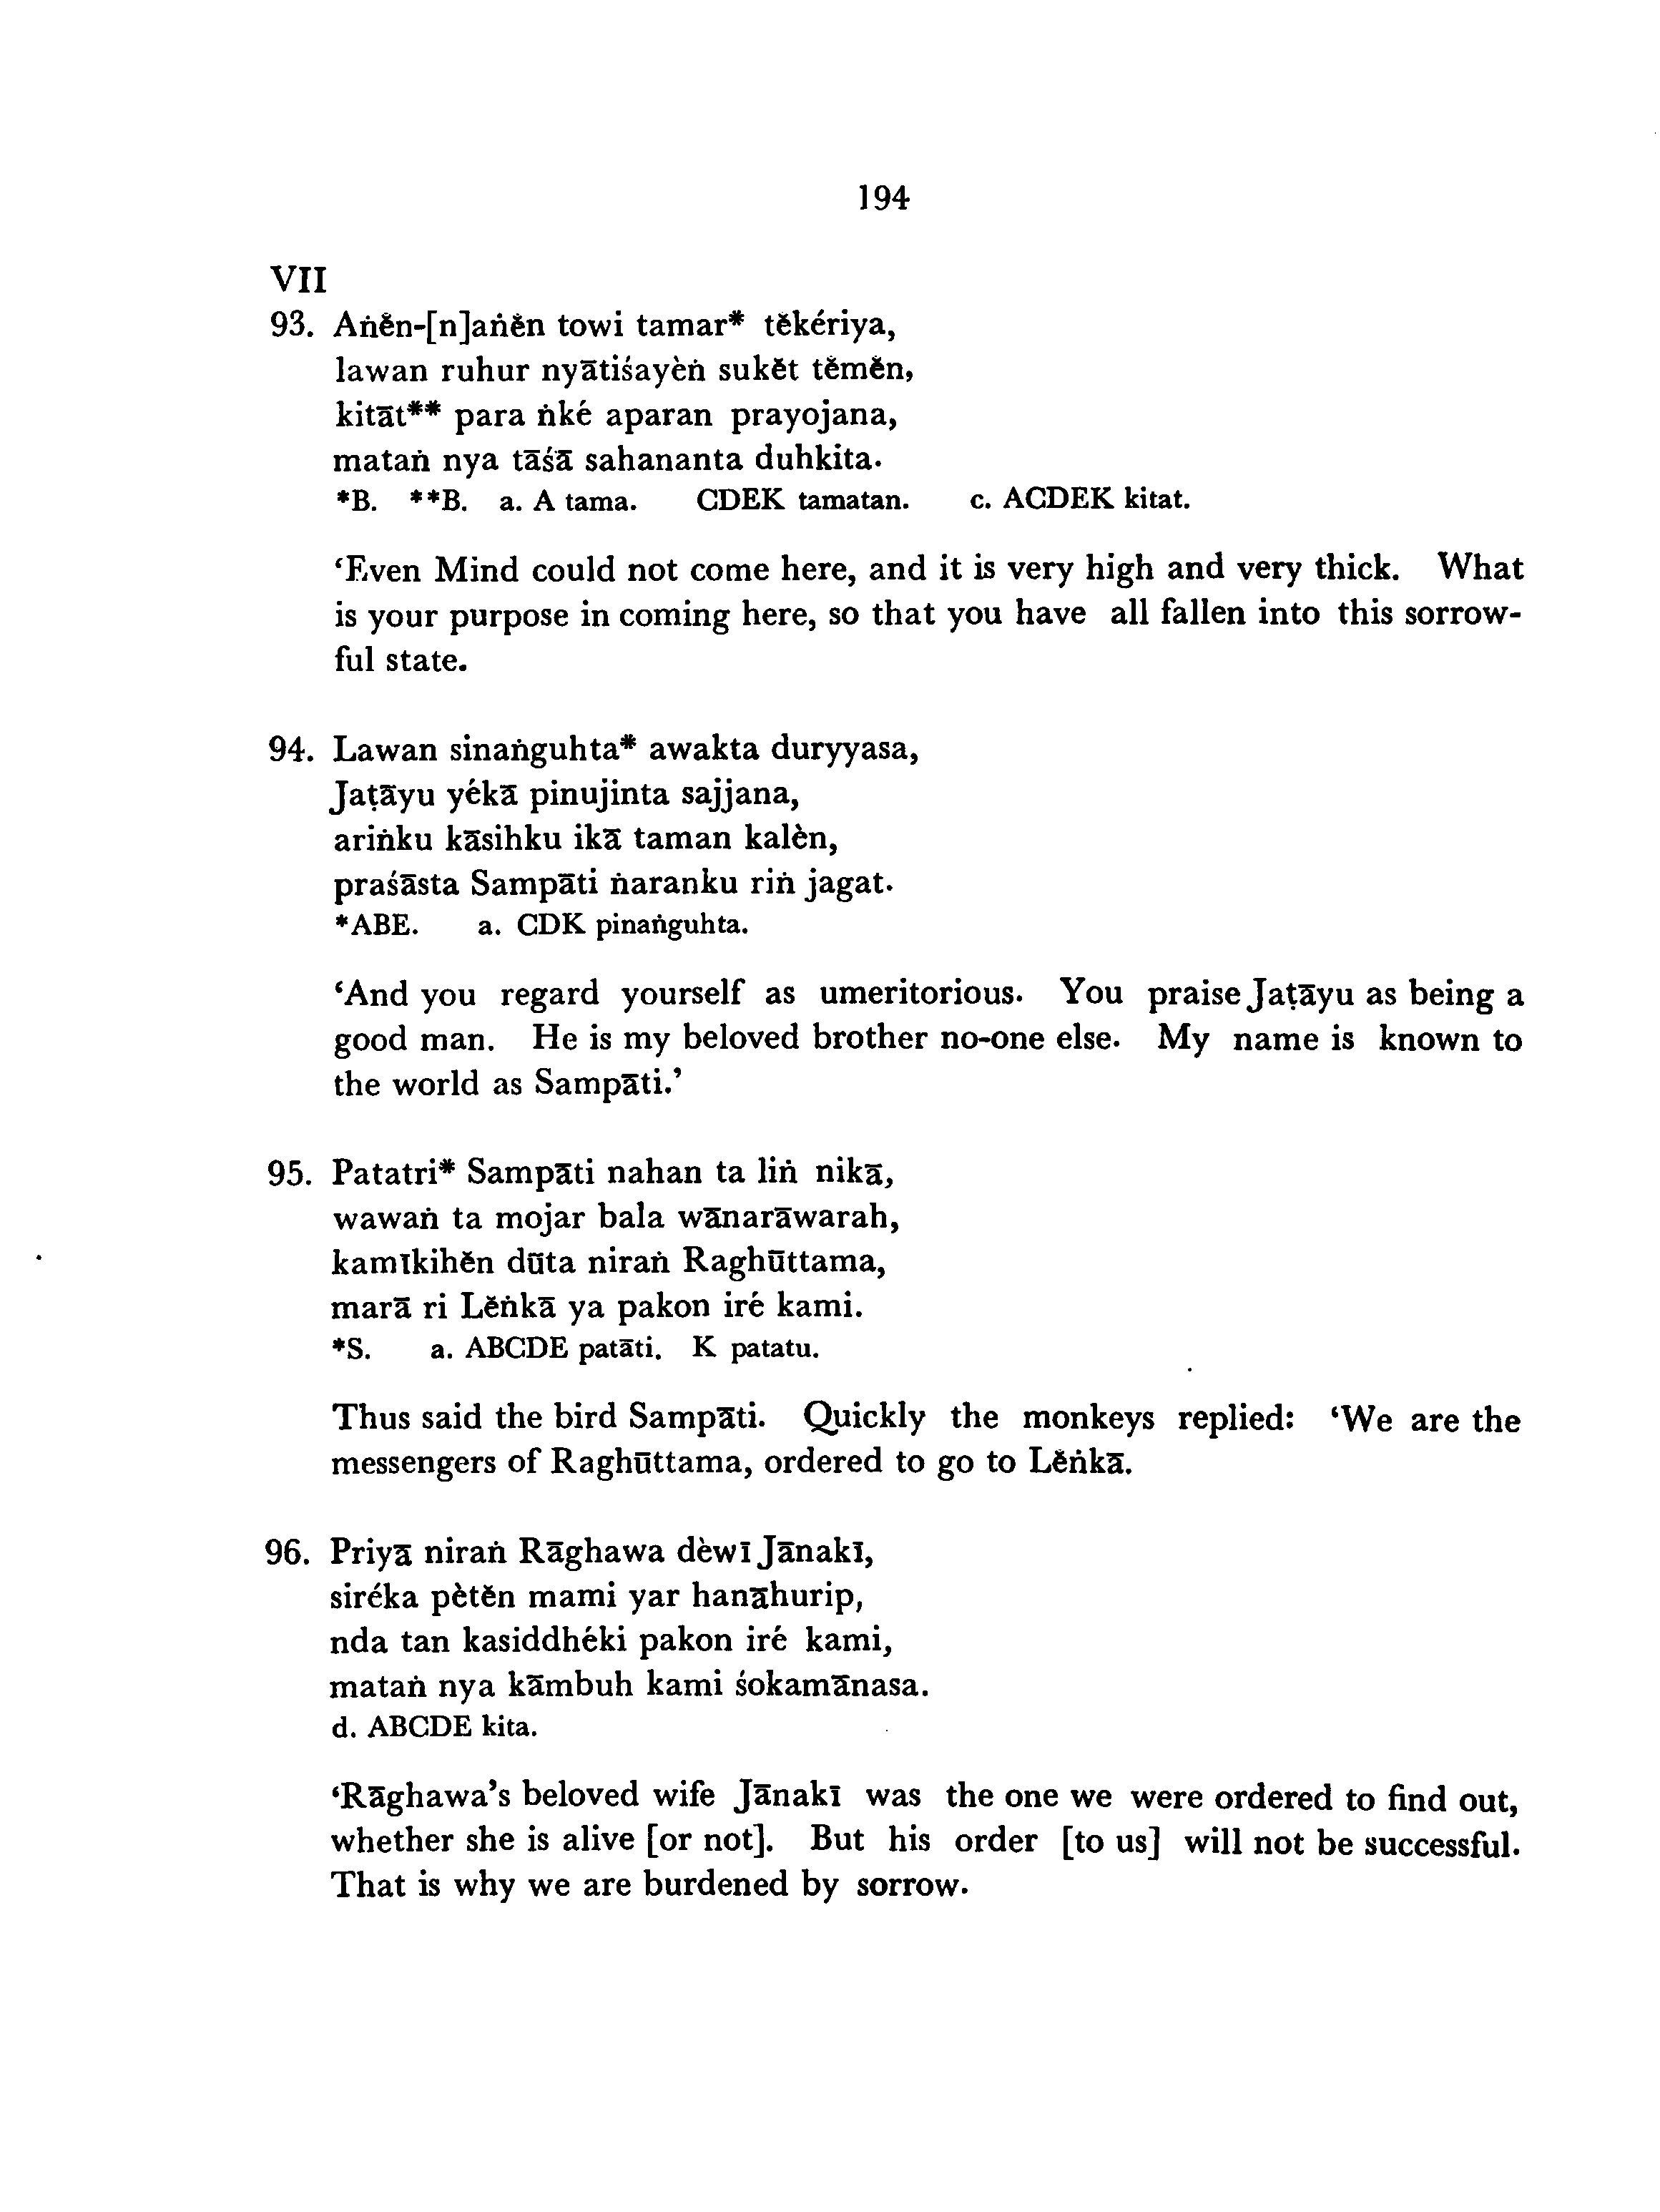 194
VII
93. Aṅĕn-[n]aṅĕn towi tamar* tĕkériya,
lawan ruhur nyātiśayèṅ sukĕt tĕmĕn,
kitāt** para ṅké aparan prayojana,
mataṅ nya tāśā sahananta duhkita.
*B. **B. a. A tama. CDEK tamatan. c. ACDEK kitat.
‘Even Mind could not come here, and it is very high and very thick. What
is your purpose in coming here, so that you have all fallen into this sorrow-
ful state.
94. Lawan sinaṅguhta* awakta duryyasa,
Jaṭāyu yékā pinujinta sajjana,
ariṅku kāsihku ikā taman kalèn,
praśāsta Sampāti ṅaranku riṅ jagat.
*ABE. a. CDK pinaṅguhta.
‘And you regard yourself as umeritorious. You praise Jaṭāyu as being a
good man. He is my beloved brother no-one else. My name is known to
the world as Sampāti.’
95. Patatri* Sampāti nahan ta liṅ nikā,
wawaṅ ta mojar bala wānarāwarah,
kamīkihĕn dūta niraṅ Raghūttama,
marā ri Lĕṅkā ya pakon iré kami.
*S. a. ABCDE patāti. K patatu.
Thus said the bird Sampāti. Quickly the monkeys replied: ‘We are the
messengers of Raghūttama, ordered to go to Lĕṅkā.
96. Priyā niraṅ Rāghawa dèwī Jānakī,
siréka pètĕn mami yar hanāhurip,
nda tan kasiddhéki pakon iré kami,
mataṅ nya kāmbuh kami śokamānasa.
d. ABCDE kita.
‘Rāghawa’s beloved wife Jānakī was the one we were ordered to find out,
whether she is alive [or not]. But his order [to us] will not be successful.
That is why we are burdened by sorrow.